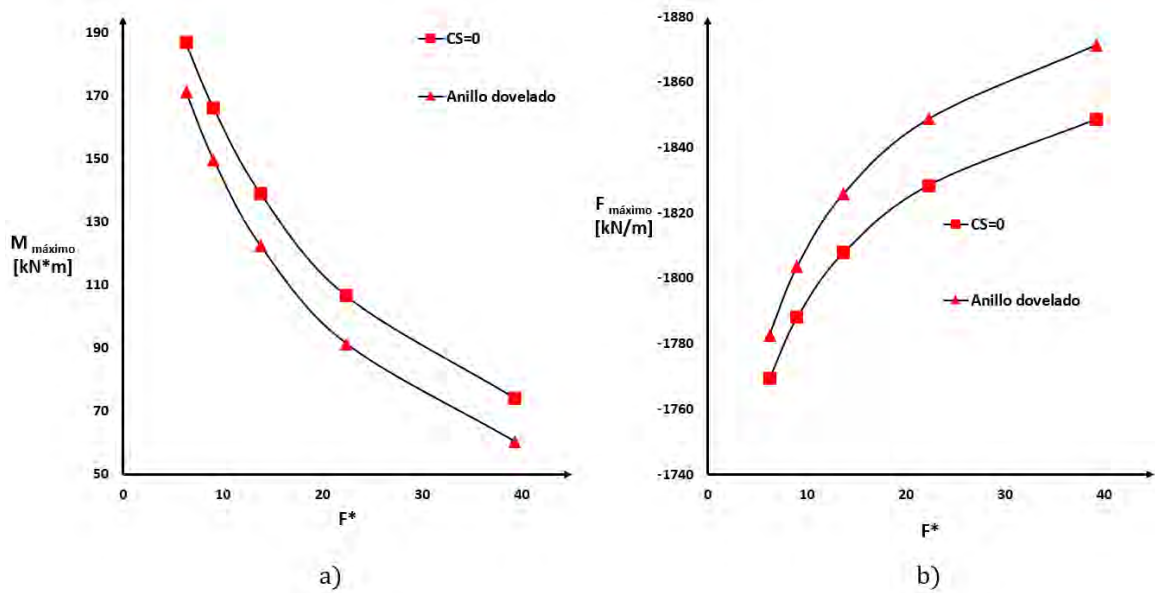 190
170
150
130
110
90
70
50
M máximo
[kN*m]
0
10
20
30
40
F*
CS=0
Anillo dovelado
a)
-1880
-1860
-1840
-1820
-1800
-1780
-1760
-1740
F máximo
[kN/m]
0
10
20
30
40
F*
CS=0
Anillo dovelado
b)